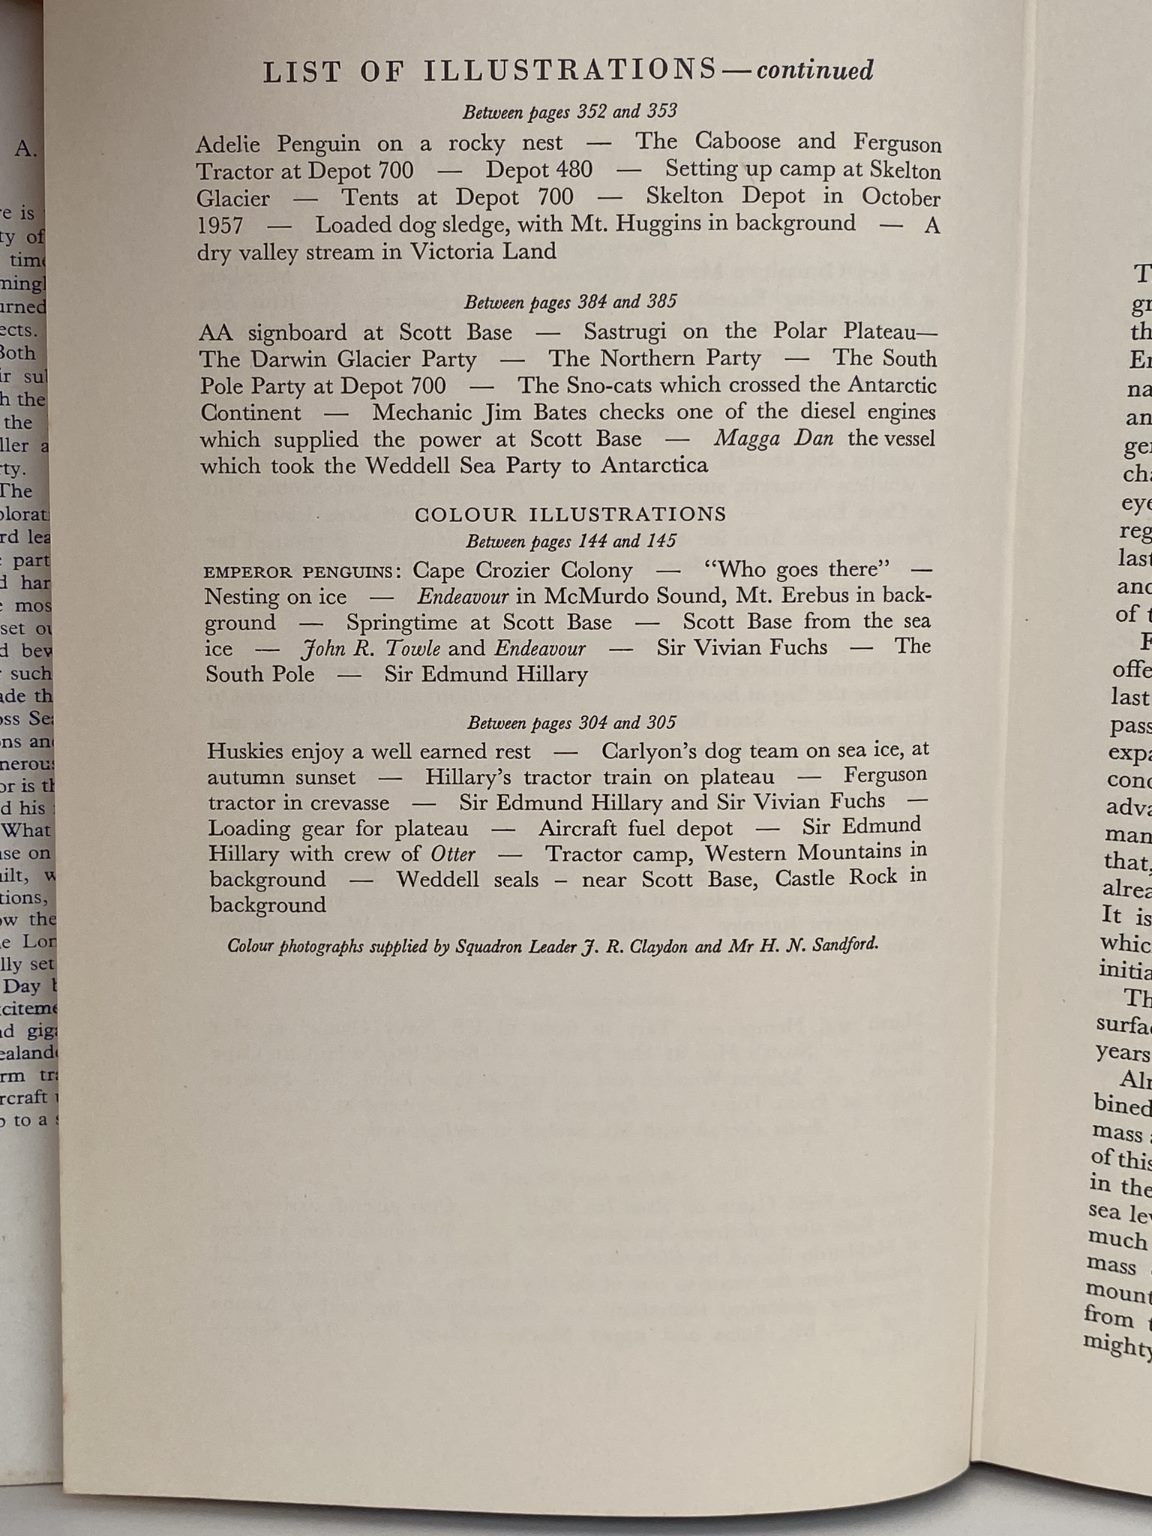 LIST OF ILLUSTRATIONS—continued
Between pages 352 and 353
Adelie Penguin on a rocky nest — The Caboose and Ferguson
Tractor at Depot 700 — Depot 480 — Setting up camp at Skelton
Glacier — Tents at Depot 700 — Skelton Depot in October
1957 — Loaded dog sledge, with Mt. Huggins in background — A
dry valley stream in Victoria Land
Between pages 384 and 385
AA signboard at Scott Base — Sastrugi on the Polar Plateau—
The Darwin Glacier Party — The Northern Party — The South
Pole Party at Depot 700 — The Sno-cats which crossed the Antarctic
Continent — Mechanic Jim Bates checks one of the diesel engines
which supplied the power at Scott Base — Magga Dan the vessel
which took the Weddell Sea Party to Antarctica
COLOUR ILLUSTRATIONS
Between pages 144 and 145
EMPEROR PENGUINS: Cape Crozier Colony — “Who goes there” —
Nesting on ice — Endeavour in McMurdo Sound, Mt. Erebus in back-
ground — Springtime at Scott Base — Scott Base from the sea
ice — John R. Towle and Endeavour — Sir Vivian Fuchs — The
South Pole — Sir Edmund Hillary
Between pages 304 and 305
Huskies enjoy a well earned rest — Carlyon’s dog team on sea ice, at
autumn sunset — Hillary’s tractor train on plateau — Ferguson
tractor in crevasse — Sir Edmund Hillary and Sir Vivian Fuchs —
Loading gear for plateau — Aircraft fuel depot — Sir Edmund
Hillary with crew of Otter — Tractor camp, Western Mountains in
background — Weddell seals – near Scott Base, Castle Rock in
background
Colour photographs supplied by Squadron Leader J. R. Claydon and Mr H. N. Sandford.